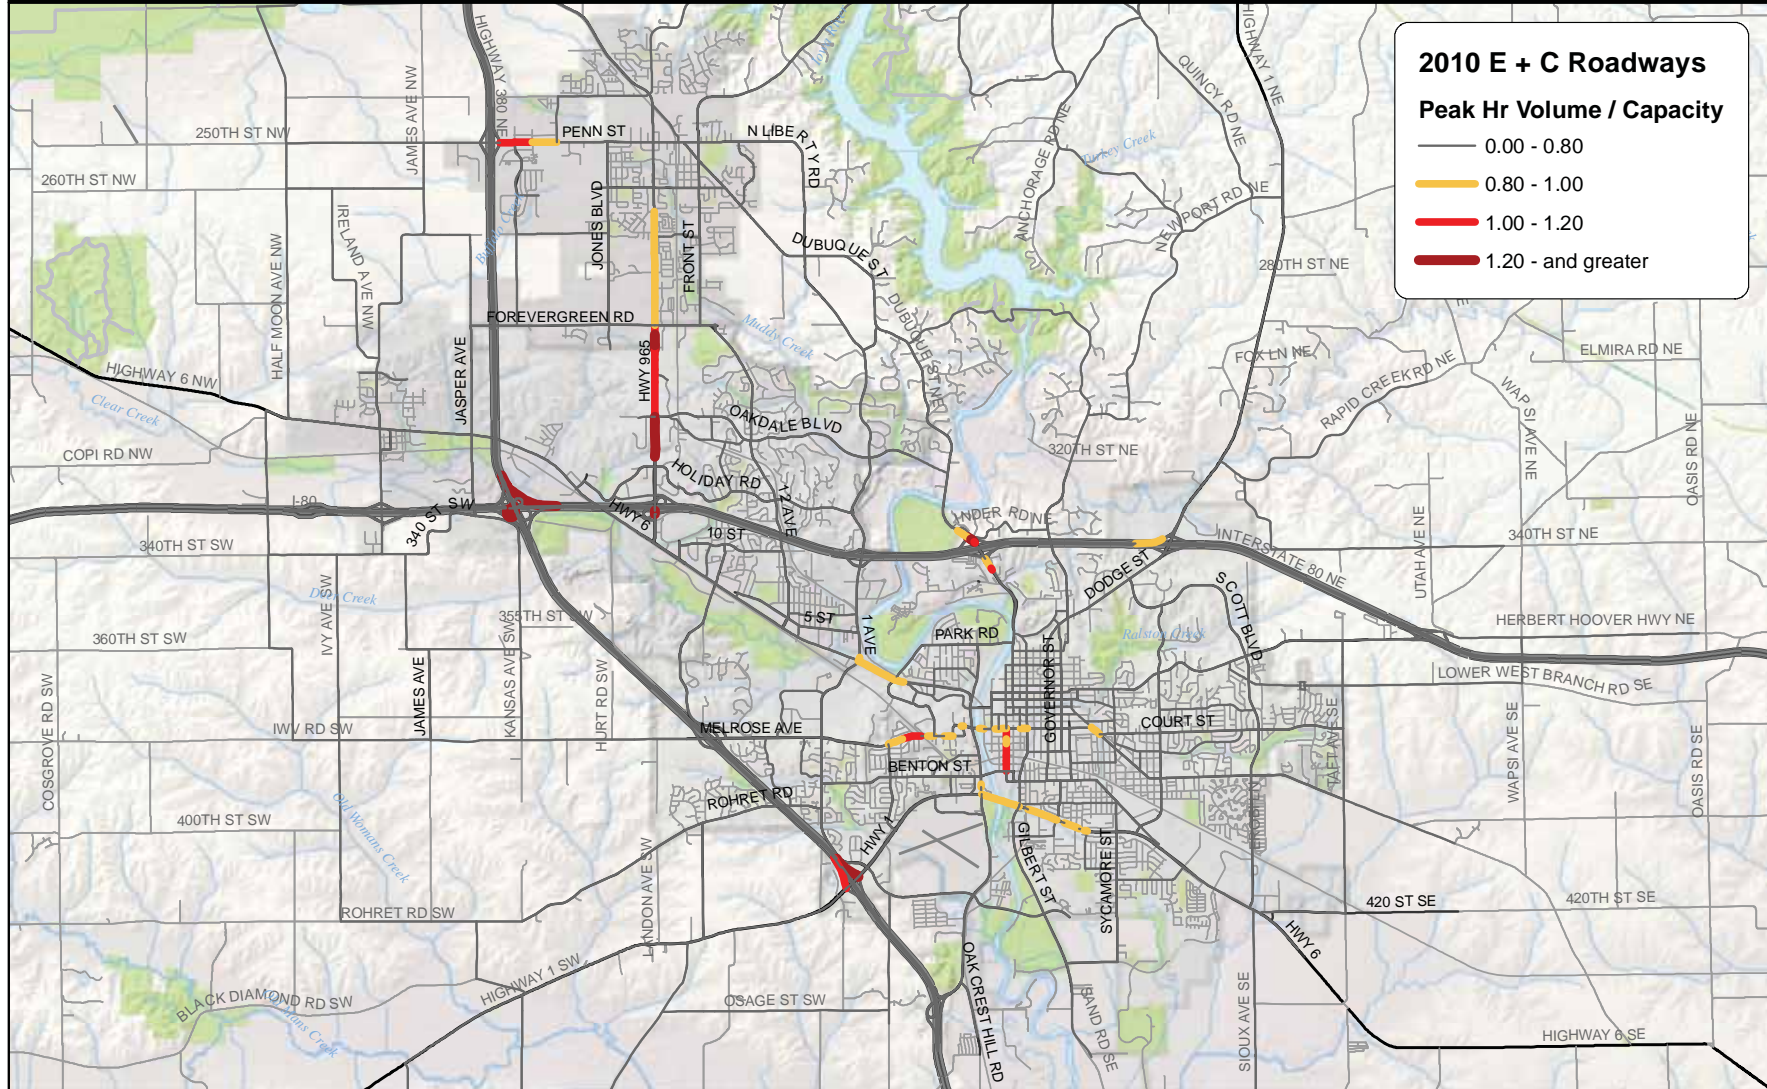 2010 E + C Roadways
Peak Hr Volume / Capacity
0.00 - 0.80
0.80 - 1.00
1.00 - 1.20
1.20 - and greater
HIGHWAY 380 NE
HIGHWAY 1 NE
QUINCY RD NE
JAMES AVE NW
250TH ST NW
PENN ST
N LIBERTY RD
ANCHORAGE RD NE
Turkey Creek
260TH ST NW
JONES BLVD
NEWPORT RD NE
IRELAND AVE NW
HALF MOON AVE NW
FRONT ST
DUBUQUE ST
280TH ST NE
DUBUQUE ST NE
FOREVERGREEN RD
Muddy Creek
HIGHWAY 6 NW
JASPER AVE
HWY 965
FOX LN NE
ELMIRA RD NE
RAPID CREEK RD NE
WAPSI AVE NE
OASIS RD NE
Clear Creek
OAKDALE BLVD
COPI RD NW
320TH ST NE
HOLIDAY RD
12 AVE
I-80
340 ST SW
HWY 6
10 ST
340TH ST SW
INTERSTATE 80 NE
340TH ST NE
UTAH AVE NE
DODGE ST
SCOTT BLVD
IVY AVE SW
Deer Creek
355TH ST SW
5 ST
1 AVE
PARK RD
Ralston Creek
HERBERT HOOVER HWY NE
360TH ST SW
KANSAS AVE SW
HURT RD SW
JAMES AVE
GOVERNOR ST
LOWER WEST BRANCH RD SE
COSGROVE RD SW
IWV RD SW
MELROSE AVE
COURT ST
TAFT AVE SE
WAPSI AVE SE
OASIS RD SE
BENTON ST
ROHRET RD
Old Womans Creek
400TH ST SW
HWY 1
GILBERT ST
SYCAMORE ST
ROHRET RD SW
LANDON AVE SW
420 ST SE
420TH ST SE
HWY 6
HIGHWAY 1 SW
OAK CREST HILL RD
BLACK DIAMOND RD SW
OSAGE ST SW
SAND RD SE
SIOUX AVE SE
HIGHWAY 6 SE